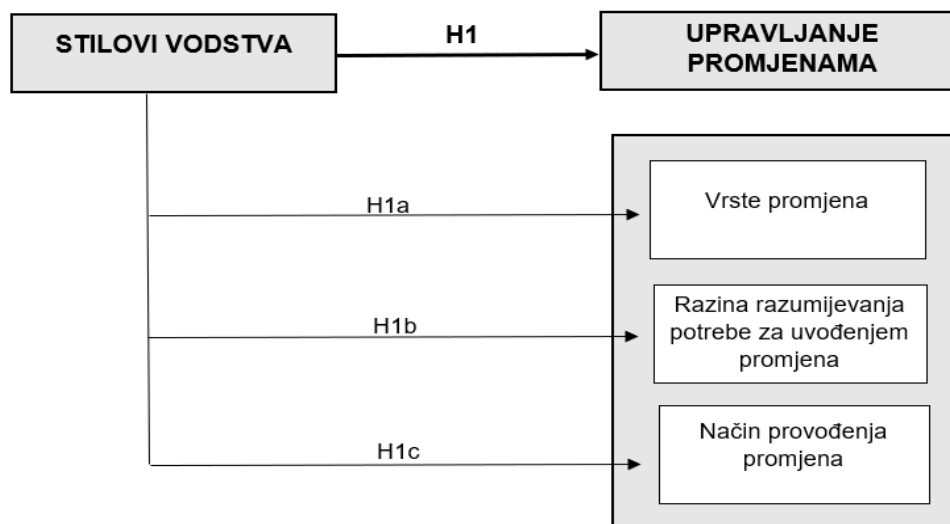 STILOVI VODSTVA
H1
UPRAVLJANJE
PROMJENAMA
H1a
Vrste promjena
H1b
Razina razumijevanja
potrebe za uvođenjem
promjena
H1c
Način provođenja
promjena